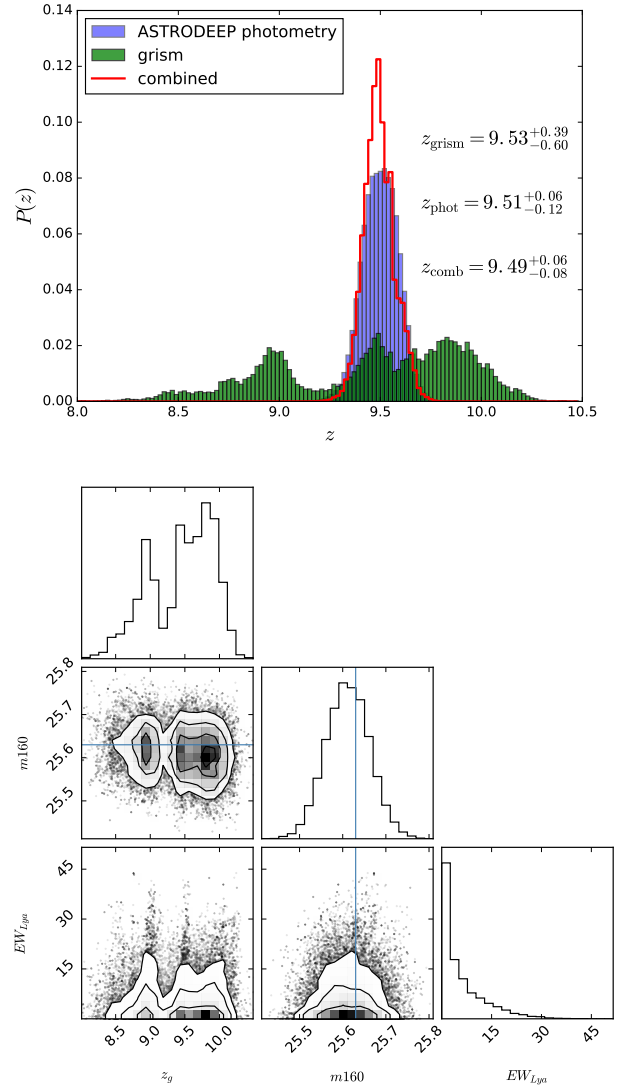 0.14
0.12
0.10
0.08
0.06
0.04
0.02
0.00
P(z)
ASTRODEEP photometry
grism
combined
z_grism = 9.53 +0.39 −0.60
z_phot = 9.51 +0.06 −0.12
z_comb = 9.49 +0.06 −0.08
8.0 8.5 9.0 9.5 10.0 10.5
z
25.8
25.7
25.6
25.5
m160
45
30
15
EW_Lya
8.5 9.0 9.5 10.0
25.5 25.6 25.7 25.8
15 30 45
z_g
m160
EW_Lya